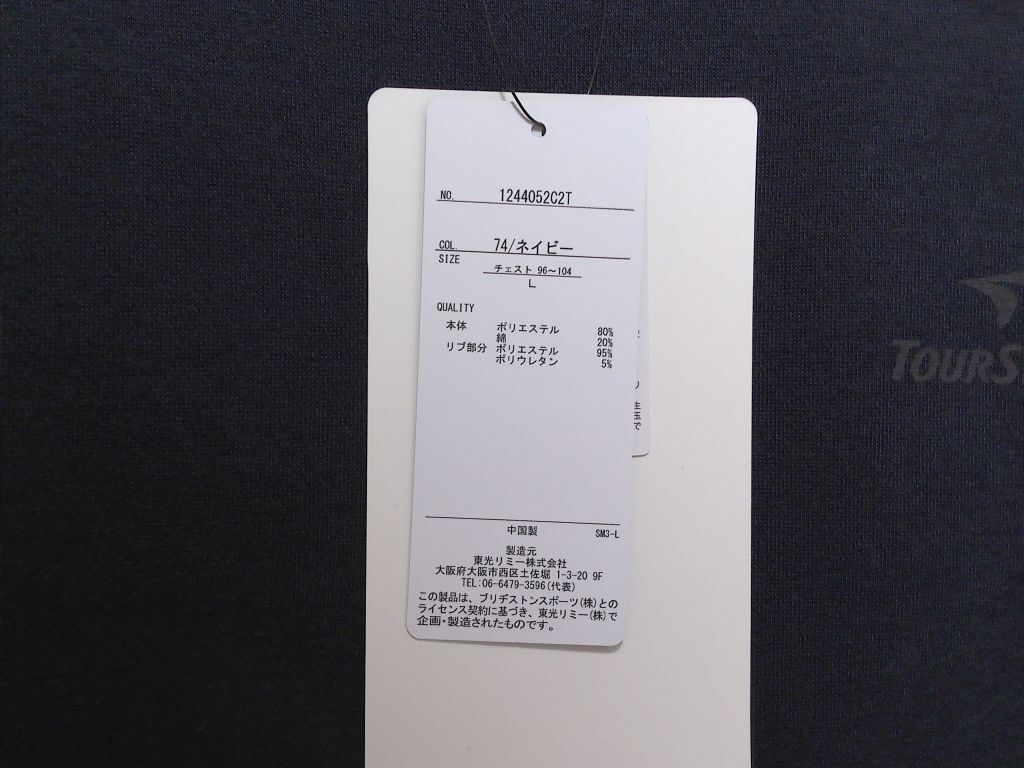 NO. 1244052C2T
COL. 74/ネイビー
SIZE
チェスト 96～104
L
QUALITY
本体 ポリエステル 80%
綿 20%
リブ部分 ポリエステル 95%
ポリウレタン 5%
中国製 SM3-L
製造元
東光リミー株式会社
大阪府大阪市西区土佐堀 1-3-20 9F
TEL:06-6479-3596(代表)
この製品は、ブリヂストンスポーツ(株)との
ライセンス契約に基づき、東光リミー(株)で
企画・製造されたものです。
TOURS